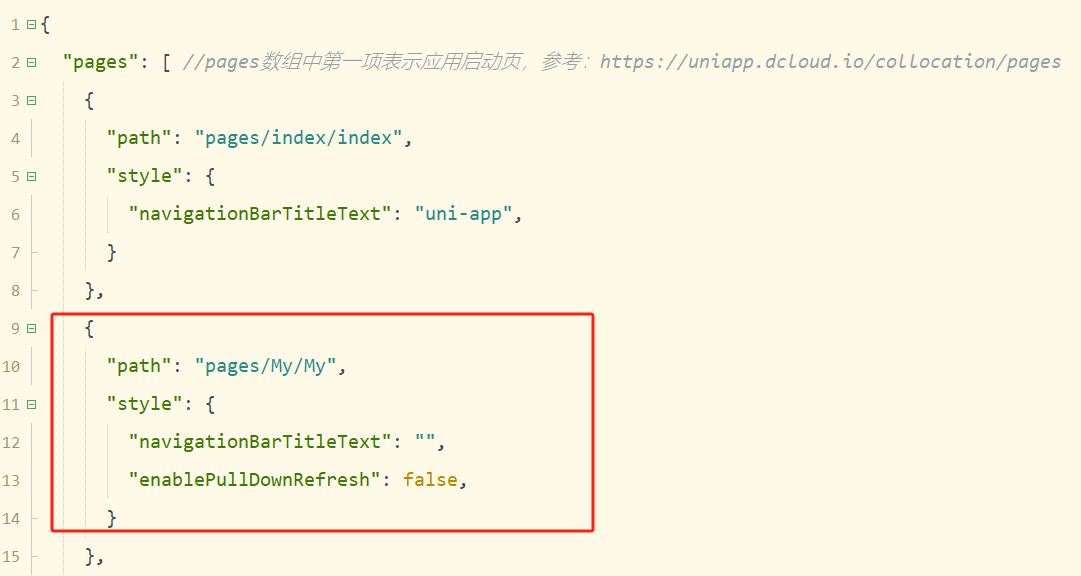 1 {
2 "pages": [ //pages数组中第一项表示应用启动页，参考：https://uniapp.dcloud.io/collocation/pages
3 {
4 "path": "pages/index/index",
5 "style": {
6 "navigationBarTitleText": "uni-app",
7 }
8 },
9 {
10 "path": "pages/My/My",
11 "style": {
12 "navigationBarTitleText": "",
13 "enablePullDownRefresh": false,
14 }
15 },